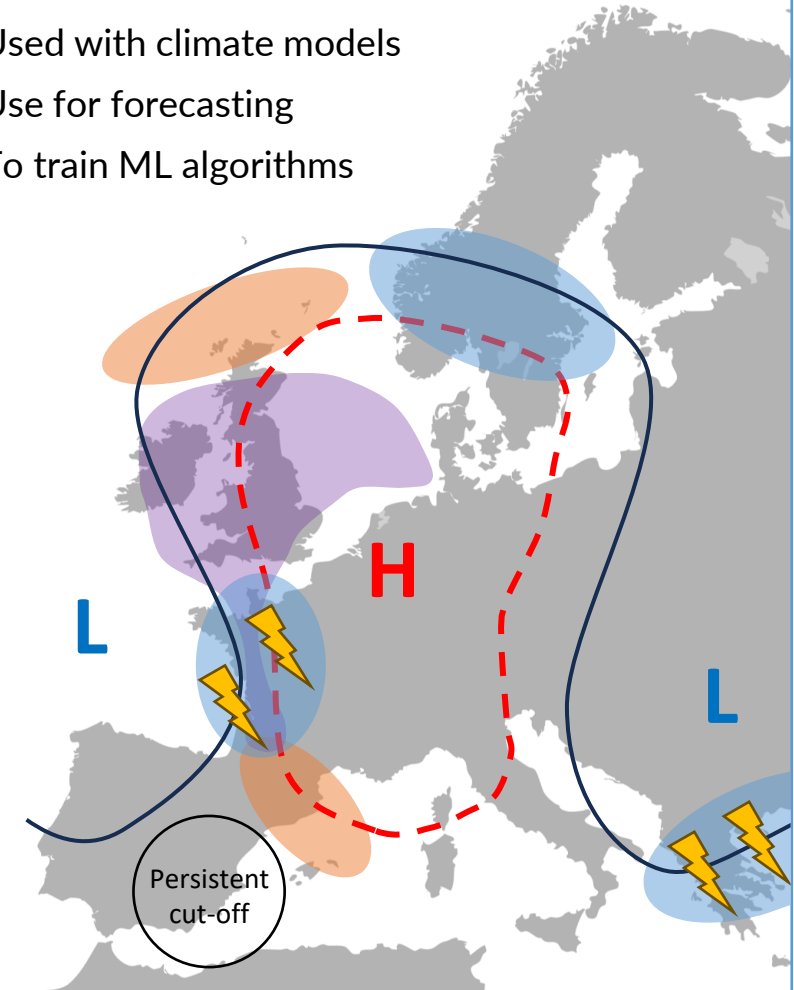 Used with climate models
Use for forecasting
To train ML algorithms
H
L
L
Persistent
cut-off